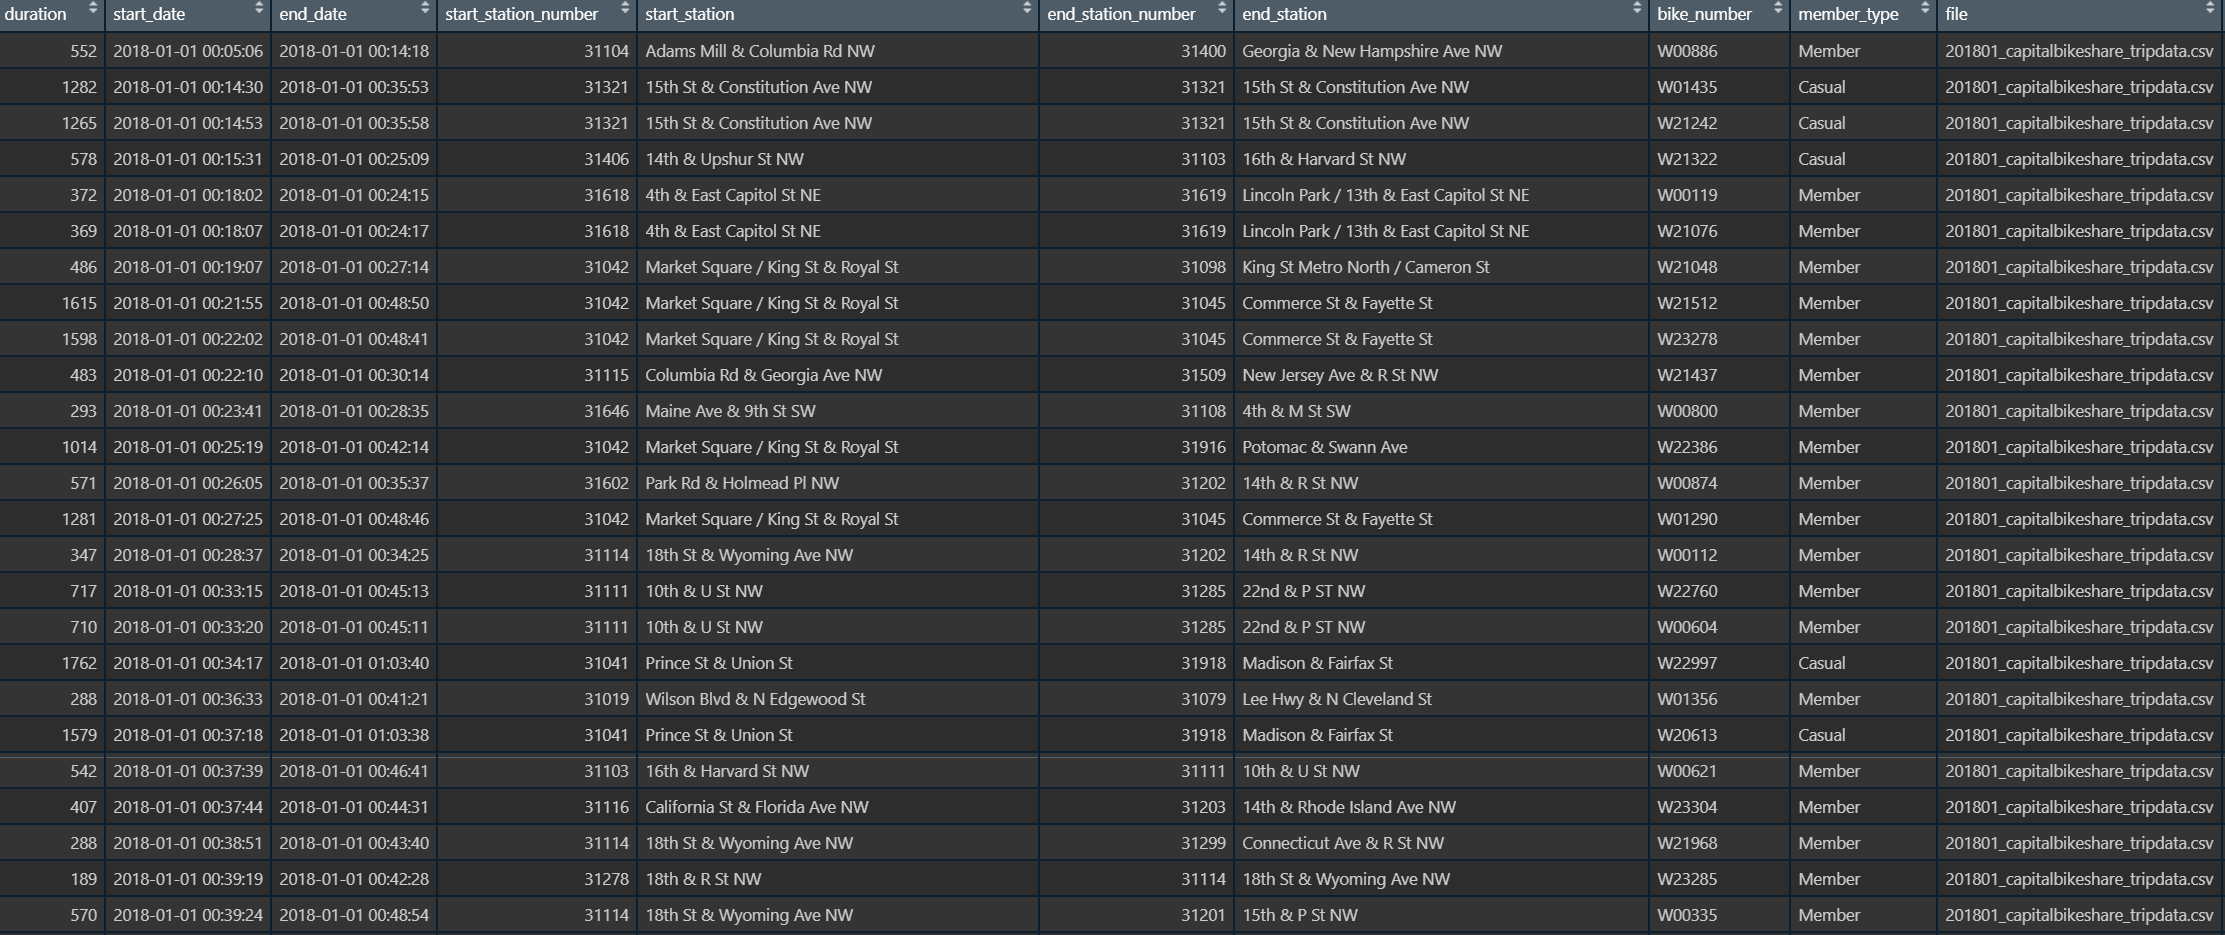 duration start_date end_date start_station_number start_station end_station_number end_station bike_number member_type file
552 2018-01-01 00:05:06 2018-01-01 00:14:18 31104 Adams Mill & Columbia Rd NW 31400 Georgia & New Hampshire Ave NW W00886 Member 201801_capitalbikeshare_tripdata.csv
1282 2018-01-01 00:14:30 2018-01-01 00:35:53 31321 15th St & Constitution Ave NW 31321 15th St & Constitution Ave NW W01435 Casual 201801_capitalbikeshare_tripdata.csv
1265 2018-01-01 00:14:53 2018-01-01 00:35:58 31321 15th St & Constitution Ave NW 31321 15th St & Constitution Ave NW W21242 Casual 201801_capitalbikeshare_tripdata.csv
578 2018-01-01 00:15:31 2018-01-01 00:25:09 31406 14th & Upshur St NW 31103 16th & Harvard St NW W21322 Casual 201801_capitalbikeshare_tripdata.csv
372 2018-01-01 00:18:02 2018-01-01 00:24:15 31618 4th & East Capitol St NE 31619 Lincoln Park / 13th & East Capitol St NE W00119 Member 201801_capitalbikeshare_tripdata.csv
369 2018-01-01 00:18:07 2018-01-01 00:24:17 31618 4th & East Capitol St NE 31619 Lincoln Park / 13th & East Capitol St NE W21076 Member 201801_capitalbikeshare_tripdata.csv
486 2018-01-01 00:19:07 2018-01-01 00:27:14 31042 Market Square / King St & Royal St 31098 King St Metro North / Cameron St W21048 Member 201801_capitalbikeshare_tripdata.csv
1615 2018-01-01 00:21:55 2018-01-01 00:48:50 31042 Market Square / King St & Royal St 31045 Commerce St & Fayette St W21512 Member 201801_capitalbikeshare_tripdata.csv
1598 2018-01-01 00:22:02 2018-01-01 00:48:41 31042 Market Square / King St & Royal St 31045 Commerce St & Fayette St W23278 Member 201801_capitalbikeshare_tripdata.csv
483 2018-01-01 00:22:10 2018-01-01 00:30:14 31115 Columbia Rd & Georgia Ave NW 31509 New Jersey Ave & R St NW W21437 Member 201801_capitalbikeshare_tripdata.csv
293 2018-01-01 00:23:41 2018-01-01 00:28:35 31646 Maine Ave & 9th St SW 31108 4th & M St SW W00800 Member 201801_capitalbikeshare_tripdata.csv
1014 2018-01-01 00:25:19 2018-01-01 00:42:14 31042 Market Square / King St & Royal St 31916 Potomac & Swann Ave W22386 Member 201801_capitalbikeshare_tripdata.csv
571 2018-01-01 00:26:05 2018-01-01 00:35:37 31602 Park Rd & Holmead Pl NW 31202 14th & R St NW W00874 Member 201801_capitalbikeshare_tripdata.csv
1281 2018-01-01 00:27:25 2018-01-01 00:48:46 31042 Market Square / King St & Royal St 31045 Commerce St & Fayette St W01290 Member 201801_capitalbikeshare_tripdata.csv
347 2018-01-01 00:28:37 2018-01-01 00:34:25 31114 18th St & Wyoming Ave NW 31202 14th & R St NW W00112 Member 201801_capitalbikeshare_tripdata.csv
717 2018-01-01 00:33:15 2018-01-01 00:45:13 31111 10th & U St NW 31285 22nd & P ST NW W22760 Member 201801_capitalbikeshare_tripdata.csv
710 2018-01-01 00:33:20 2018-01-01 00:45:11 31111 10th & U St NW 31285 22nd & P ST NW W00604 Member 201801_capitalbikeshare_tripdata.csv
1762 2018-01-01 00:34:17 2018-01-01 01:03:40 31041 Prince St & Union St 31918 Madison & Fairfax St W22997 Casual 201801_capitalbikeshare_tripdata.csv
288 2018-01-01 00:36:33 2018-01-01 00:41:21 31019 Wilson Blvd & N Edgewood St 31079 Lee Hwy & N Cleveland St W01356 Member 201801_capitalbikeshare_tripdata.csv
1579 2018-01-01 00:37:18 2018-01-01 01:03:38 31041 Prince St & Union St 31918 Madison & Fairfax St W20613 Casual 201801_capitalbikeshare_tripdata.csv
542 2018-01-01 00:37:39 2018-01-01 00:46:41 31103 16th & Harvard St NW 31111 10th & U St NW W00621 Member 201801_capitalbikeshare_tripdata.csv
407 2018-01-01 00:37:44 2018-01-01 00:44:31 31116 California St & Florida Ave NW 31203 14th & Rhode Island Ave NW W23304 Member 201801_capitalbikeshare_tripdata.csv
288 2018-01-01 00:38:51 2018-01-01 00:43:40 31114 18th St & Wyoming Ave NW 31299 Connecticut Ave & R St NW W21968 Member 201801_capitalbikeshare_tripdata.csv
189 2018-01-01 00:39:19 2018-01-01 00:42:28 31278 18th & R St NW 31114 18th St & Wyoming Ave NW W23285 Member 201801_capitalbikeshare_tripdata.csv
570 2018-01-01 00:39:24 2018-01-01 00:48:54 31114 18th St & Wyoming Ave NW 31201 15th & P St NW W00335 Member 201801_capitalbikeshare_tripdata.csv